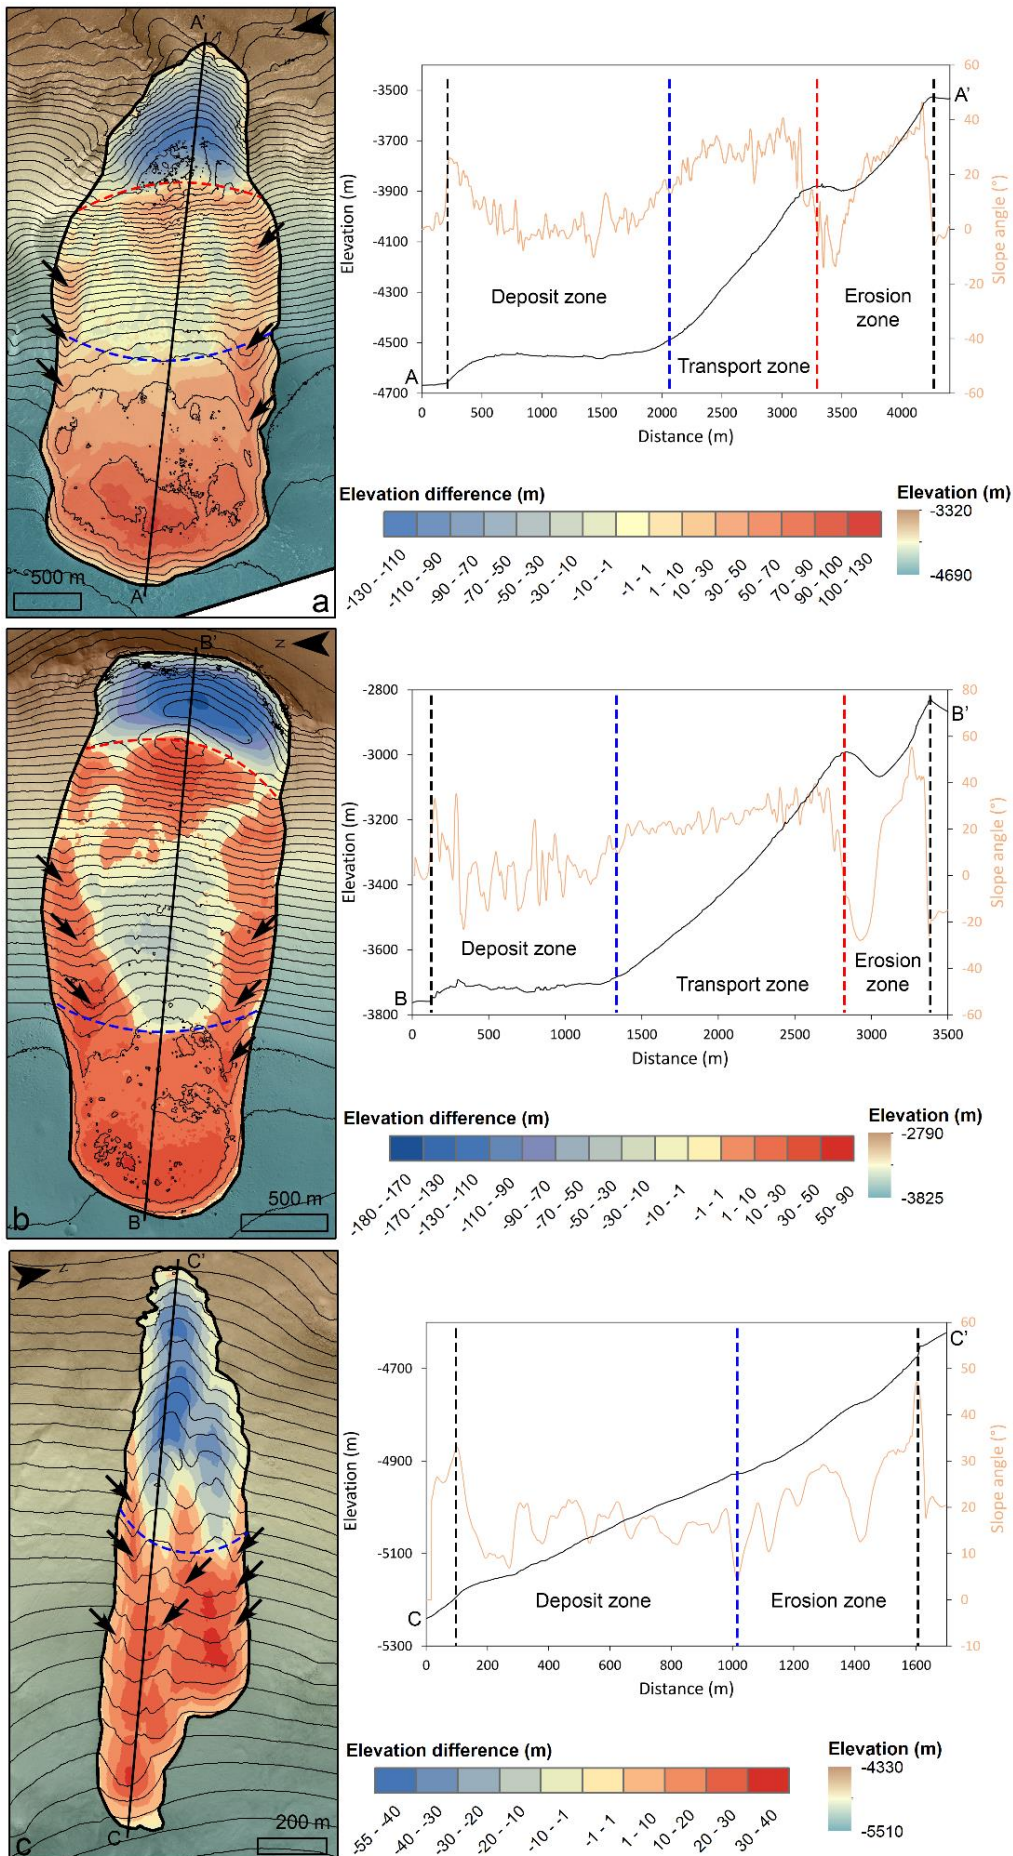 A'
N
A
500 m
a
-3500
-3700
-3900
-4100
-4300
-4500
-4700
Elevation (m)
60
40
20
0
-20
-40
-60
Slope angle (°)
A
A'
Deposit zone
Transport zone
Erosion
zone
0 500 1000 1500 2000 2500 3000 3500 4000
Distance (m)
Elevation difference (m)
-130 - -110
-110 - -90
-90 - -70
-70 - -50
-50 - -30
-30 - -10
-10 - -1
-1 - 1
1 - 10
10 - 30
30 - 50
50 - 70
70 - 90
90 - 100
100 - 130
Elevation (m)
-3320
-4690
B'
N
B
500 m
b
-2800
-3000
-3200
-3400
-3600
-3800
Elevation (m)
80
60
40
20
0
-20
-40
-60
Slope angle (°)
B
B'
Deposit zone
Transport zone
Erosion
zone
0 500 1000 1500 2000 2500 3000 3500
Distance (m)
Elevation difference (m)
-180 - -170
-170 - -130
-130 - -110
-110 - -90
-90 - -70
-70 - -50
-50 - -30
-30 - -10
-10 - -1
-1 - 1
1 - 10
10 - 30
30 - 50
50 - 90
Elevation (m)
-2790
-3825
C'
N
C
200 m
c
-4700
-4900
-5100
-5300
Elevation (m)
60
50
40
30
20
10
0
-10
Slope angle (°)
C
C'
Deposit zone
Erosion zone
0 200 400 600 800 1000 1200 1400 1600
Distance (m)
Elevation difference (m)
-55 - -40
-40 - -30
-30 - -20
-20 - -10
-10 - -1
-1 - 1
1 - 10
10 - 20
20 - 30
30 - 40
Elevation (m)
-4330
-5510